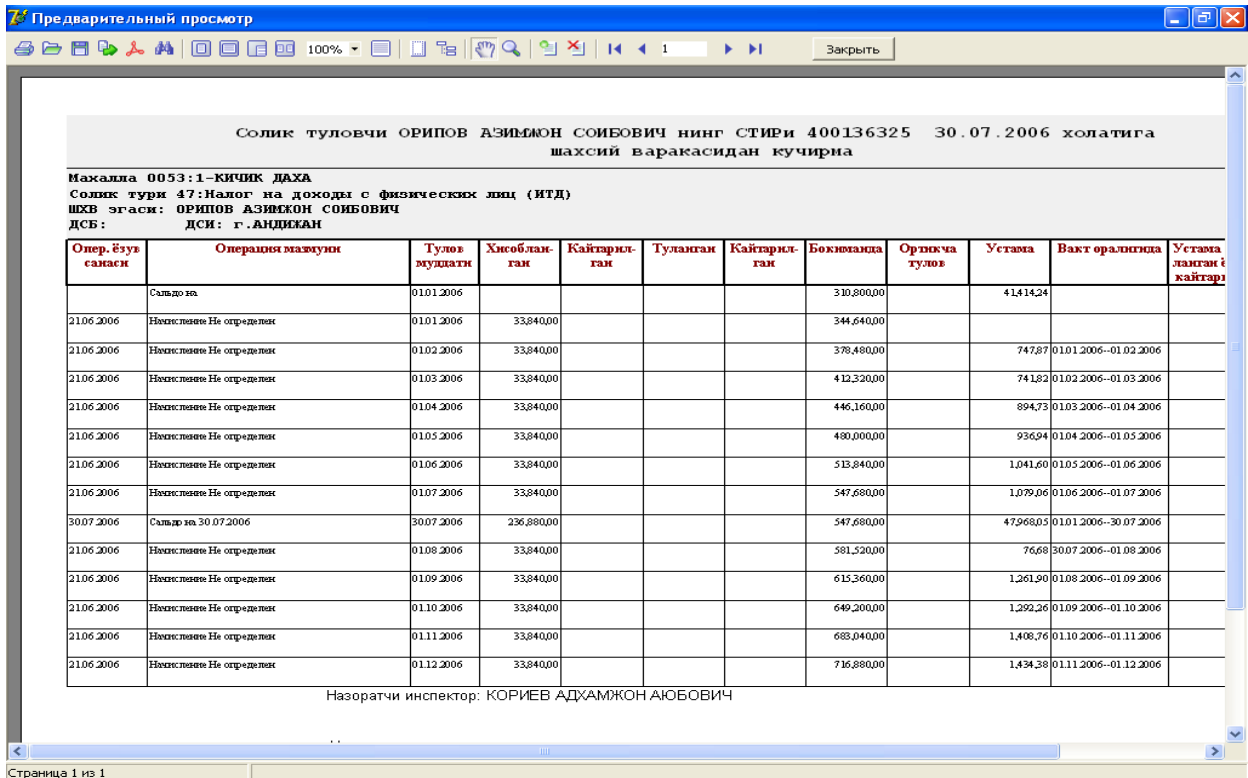 Предварительный просмотр
100% 1 Закрыть
Солик туловчи ОРИПОВ АЗИМЖОН СОИБОВИЧ нинг СТИРи 400136325 30.07.2006 холатига
шахсий варакасидан кучирма
Махалла 0053:1-КИЧИК ДАХА
Солик тури 47:Налог на доходы с физических лиц (ИТД)
ШХВ эгаси: ОРИПОВ АЗИМЖОН СОИБОВИЧ
ДСБ: ДСИ: г.АНДИЖАН
Опер.ёзув Операция мазмуни Тулов Хисоблан- Кайтарил- Туланган Кайтарил- Бокиманда Ортикча Устама Вакт оралигида Устама
санаси муддати ган ган ган тулов ланган ё
кайтари
Сальдо на 01.01.2006 310,800,00 41,414,24
21.06.2006 Начисление Не определен 01.01.2006 33,840,00 344,640,00
21.06.2006 Начисление Не определен 01.02.2006 33,840,00 378,480,00 747,87 01.01.2006--01.02.2006
21.06.2006 Начисление Не определен 01.03.2006 33,840,00 412,320,00 741,82 01.02.2006--01.03.2006
21.06.2006 Начисление Не определен 01.04.2006 33,840,00 446,160,00 894,73 01.03.2006--01.04.2006
21.06.2006 Начисление Не определен 01.05.2006 33,840,00 480,000,00 936,94 01.04.2006--01.05.2006
21.06.2006 Начисление Не определен 01.06.2006 33,840,00 513,840,00 1,041,60 01.05.2006--01.06.2006
21.06.2006 Начисление Не определен 01.07.2006 33,840,00 547,680,00 1,079,06 01.06.2006--01.07.2006
30.07.2006 Сальдо на 30.07.2006 30.07.2006 236,880,00 547,680,00 47,968,05 01.01.2006--30.07.2006
21.06.2006 Начисление Не определен 01.08.2006 33,840,00 581,520,00 76,68 30.07.2006--01.08.2006
21.06.2006 Начисление Не определен 01.09.2006 33,840,00 615,360,00 1,261,90 01.08.2006--01.09.2006
21.06.2006 Начисление Не определен 01.10.2006 33,840,00 649,200,00 1,292,26 01.09.2006--01.10.2006
21.06.2006 Начисление Не определен 01.11.2006 33,840,00 683,040,00 1,408,76 01.10.2006--01.11.2006
21.06.2006 Начисление Не определен 01.12.2006 33,840,00 716,880,00 1,434,38 01.11.2006--01.12.2006
Назоратчи инспектор: КОРИЕВ АДХАМЖОН АЮБОВИЧ
Страница 1 из 1